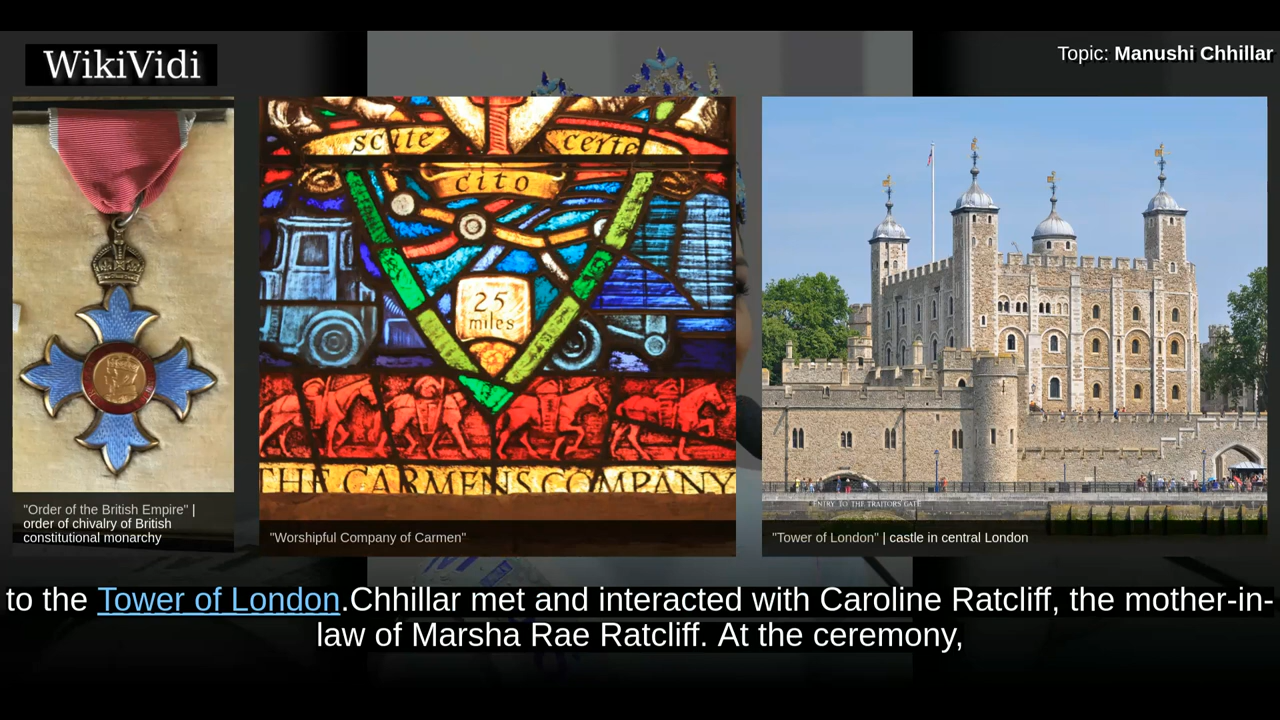 WikiVidi
Topic: Manushi Chhillar
scite
certe
cito
25
miles
THE CARMENS COMPANY
ENTRY TO THE TRAITORS GATE
"Order of the British Empire" |
order of chivalry of British
constitutional monarchy
"Worshipful Company of Carmen"
"Tower of London" | castle in central London
to the Tower of London.Chhillar met and interacted with Caroline Ratcliff, the mother-in-
law of Marsha Rae Ratcliff. At the ceremony,